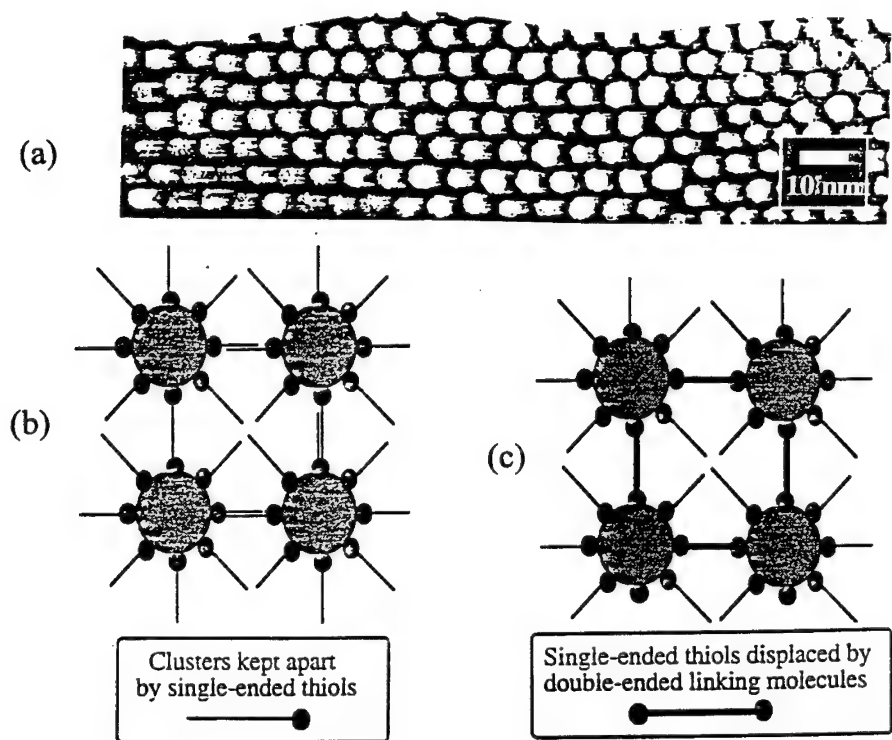 (a)
10 nm
(b)
(c)
Clusters kept apart
by single-ended thiols
Single-ended thiols displaced by
double-ended linking molecules